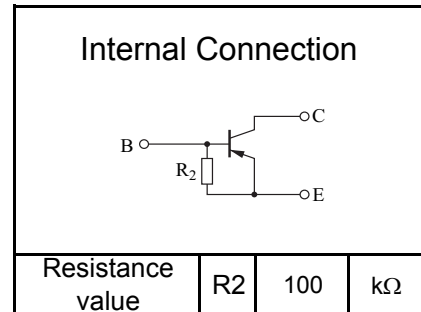 Internal Connection
C
B
R2
E
Resistance value R2 100 kΩ